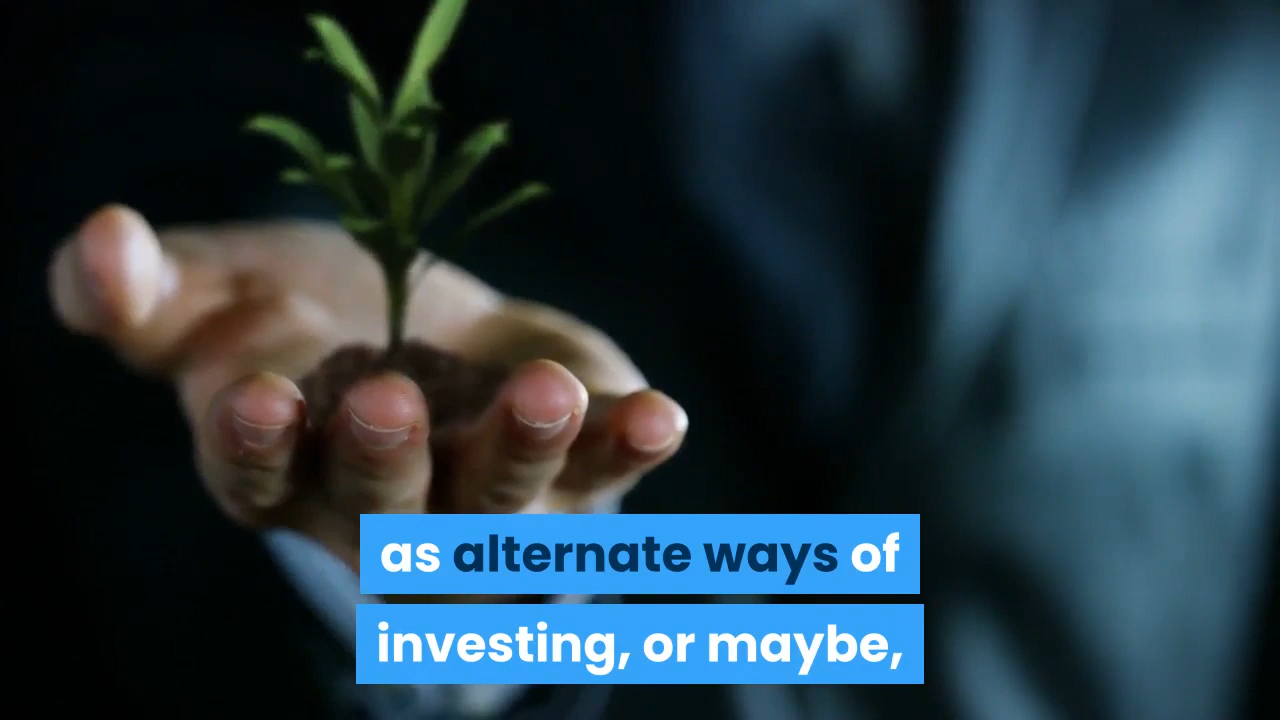 as alternate ways of
investing, or maybe,